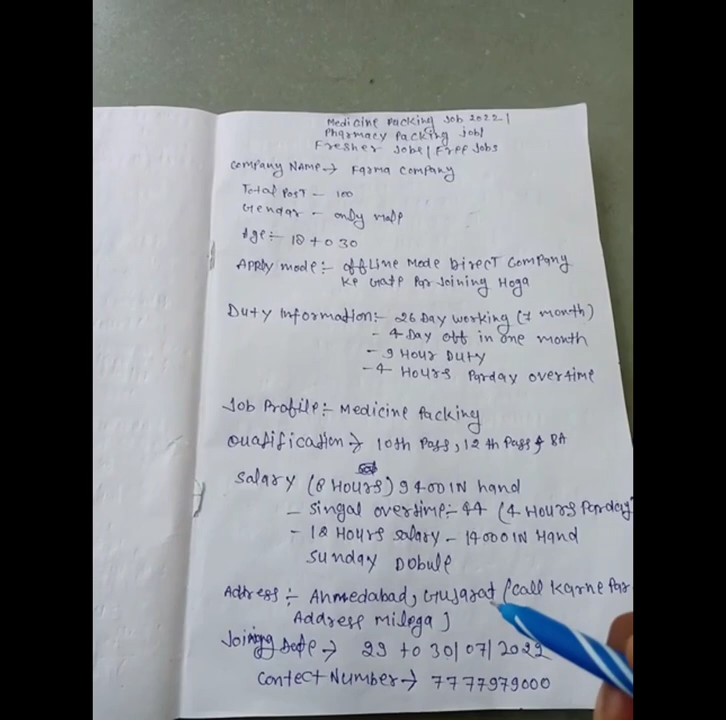 Medicine Packing Job 2022 |
Pharmacy Packing job |
Fresher Jobs | Free Jobs
Company Name → Farma Company
Total Post - 100
Gendar - only male
Age :- 18 to 30
Apply mode :- offLine Mode Direct Company
Ke Gate Par Joining Hoga
Duty Information :- 26 Day working (1 month)
- 4 Day off in one month
- 9 Hour Duty
- 4 Hours Parday overtime
Job Profile :- Medicine Packing
Qualification → 10th Pass, 12th Pass & BA
Salary (8 Hours) 9400 IN hand
- Singal overtime :- 44 (4 Hours Parday)
- 12 Hours salary - 14000 IN Hand
Sunday Dobule
Address :- Ahmedabad, Gujarat (Call Karne Par
Address Milega)
Joining Date → 29 to 30/07/2022
Contect Number → 7777979000